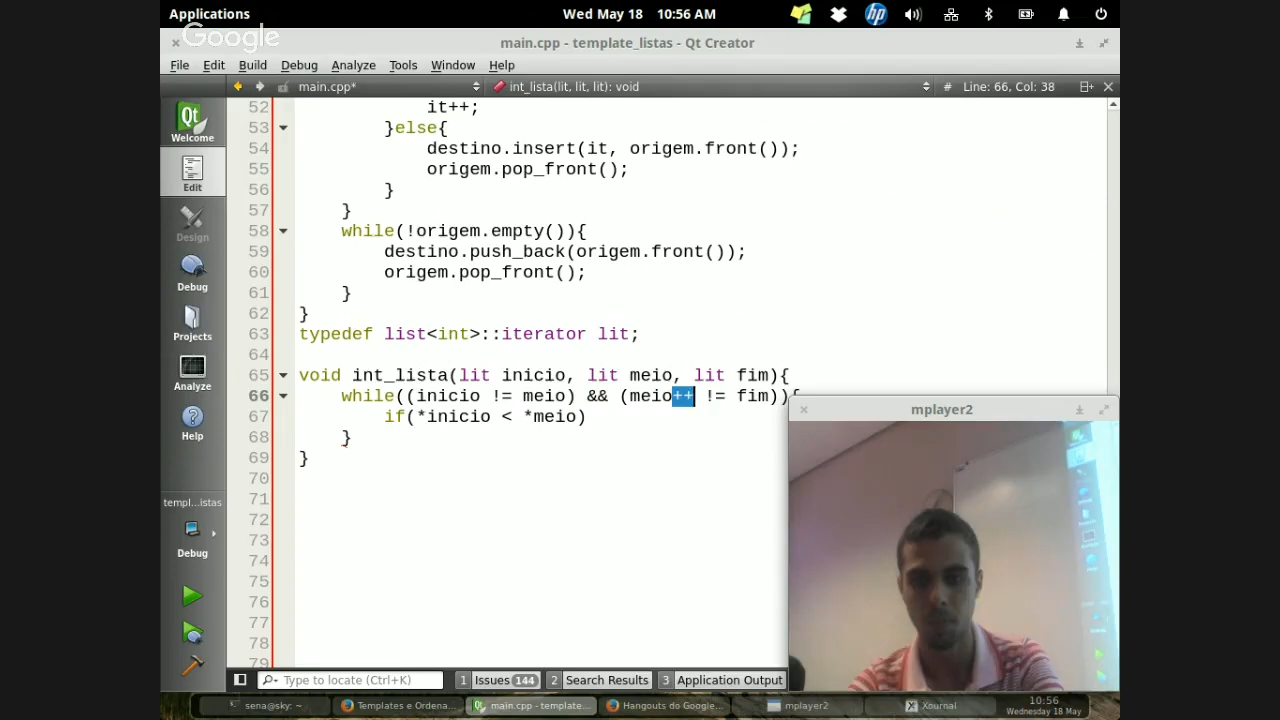 Applications
Wed May 18 10:56 AM
Google
main.cpp - template_listas - Qt Creator
File Edit Build Debug Analyze Tools Window Help
main.cpp* int_lista(lit, lit, lit): void # Line: 66, Col: 38
Welcome
Edit
Design
Debug
Projects
Analyze
Help
templ...istas
Debug
52 it++;
53 }else{
54 destino.insert(it, origem.front());
55 origem.pop_front();
56 }
57 }
58 while(!origem.empty()){
59 destino.push_back(origem.front());
60 origem.pop_front();
61 }
62 }
63 typedef list<int>::iterator lit;
64
65 void int_lista(lit inicio, lit meio, lit fim){
66 while((inicio != meio) && (meio++ != fim)){
67 if(*inicio < *meio)
68 }
69 }
70
71
72
73
74
75
76
77
78
79
mplayer2
Type to locate (Ctrl+K) 1 Issues 144 2 Search Results 3 Application Output
sena@sky: ~ Templates e Ordena... main.cpp - template... Hangouts do Google... mplayer2 Xournal 10:56
Wednesday 18 May